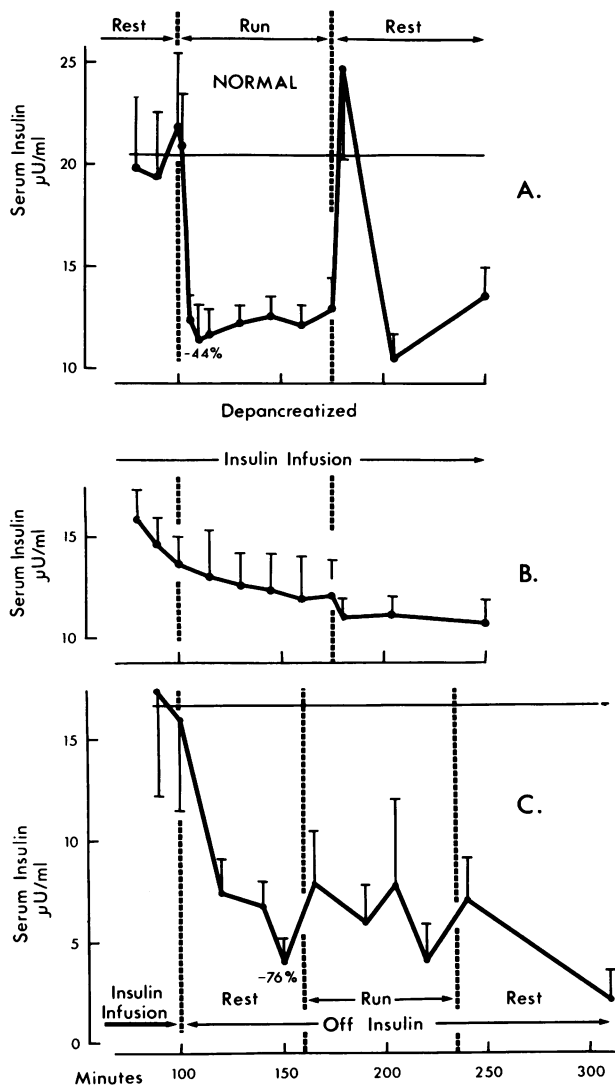 Rest Run Rest
25
20
15
10
Serum Insulin
µU/ml
NORMAL
A.
-44%
Depancreatized
Insulin Infusion
15
10
Serum Insulin
µU/ml
B.
15
10
5
0
Serum Insulin
µU/ml
C.
-76%
Insulin
Infusion
Rest Run Rest
Off Insulin
Minutes 100 150 200 250 300